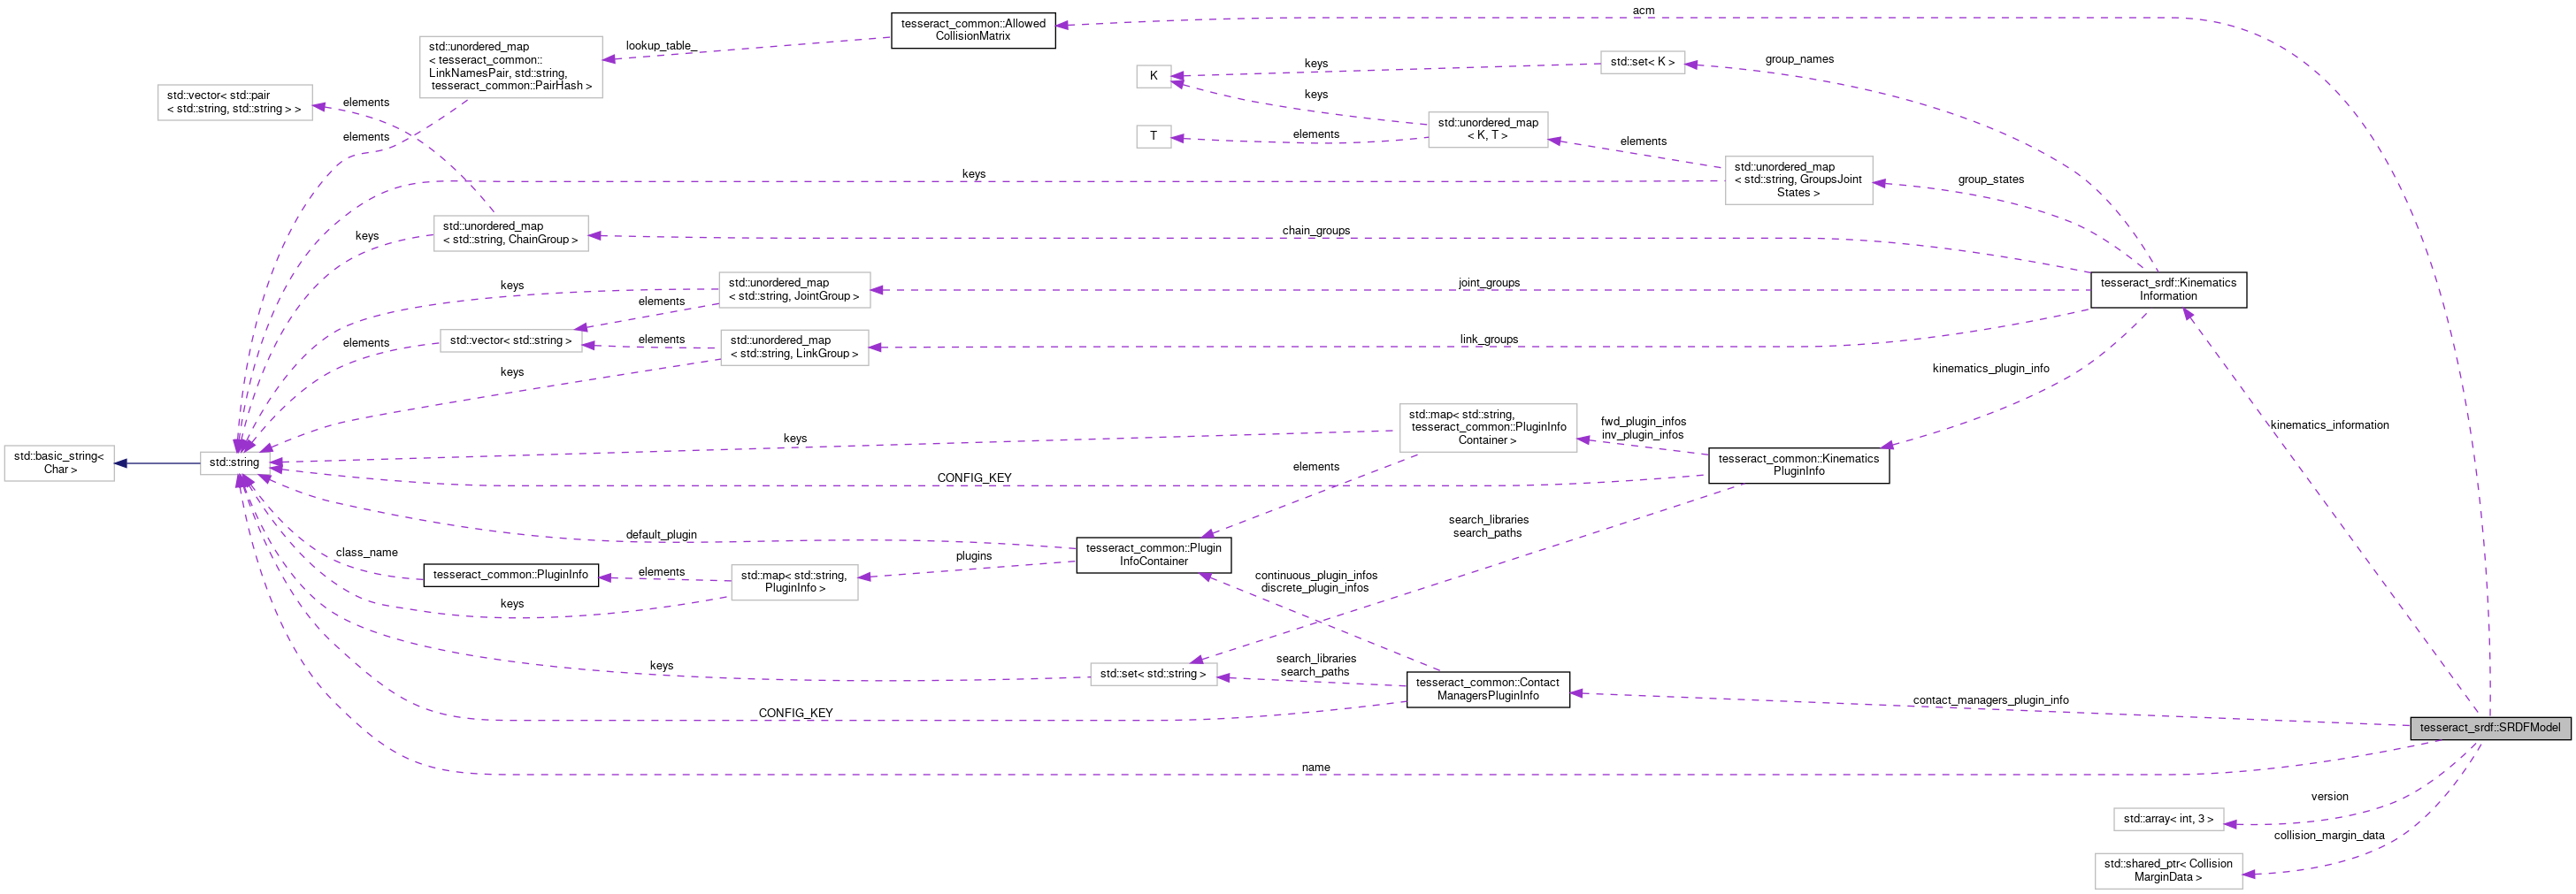 acm
tesseract_common::Allowed
CollisionMatrix
lookup_table_
std::unordered_map
< tesseract_common::
LinkNamesPair, std::string,
tesseract_common::PairHash >
group_names
std::set< K >
keys
K
keys
std::vector< std::pair
< std::string, std::string > >
elements
elements
std::unordered_map
< K, T >
elements
T
elements
std::unordered_map
< std::string, GroupsJoint
States >
group_states
keys
std::unordered_map
< std::string, ChainGroup >
keys
chain_groups
tesseract_srdf::Kinematics
Information
joint_groups
std::unordered_map
< std::string, JointGroup >
keys
elements
std::vector< std::string >
elements
elements
std::unordered_map
< std::string, LinkGroup >
link_groups
keys
kinematics_plugin_info
kinematics_information
std::map< std::string,
tesseract_common::PluginInfo
Container >
fwd_plugin_infos
inv_plugin_infos
keys
std::basic_string<
Char >
std::string
tesseract_common::Kinematics
PluginInfo
elements
CONFIG_KEY
search_libraries
search_paths
default_plugin
tesseract_common::Plugin
InfoContainer
class_name
plugins
tesseract_common::PluginInfo
elements
std::map< std::string,
PluginInfo >
continuous_plugin_infos
discrete_plugin_infos
keys
keys
std::set< std::string >
search_libraries
search_paths
tesseract_common::Contact
ManagersPluginInfo
contact_managers_plugin_info
CONFIG_KEY
tesseract_srdf::SRDFModel
name
version
std::array< int, 3 >
collision_margin_data
std::shared_ptr< Collision
MarginData >